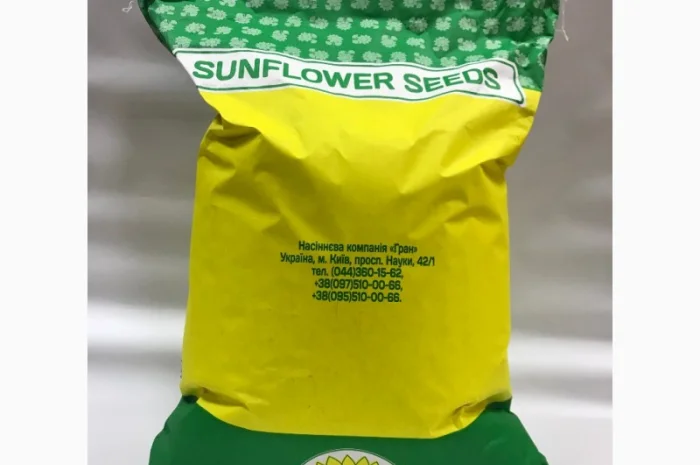 SUNFLOWER SEEDS
Насіннєва компанія «Гран»
Україна, м. Київ, просп. Науки, 42/1
тел. (044)360-15-62,
+38(097)510-00-66,
+38(095)510-00-66.